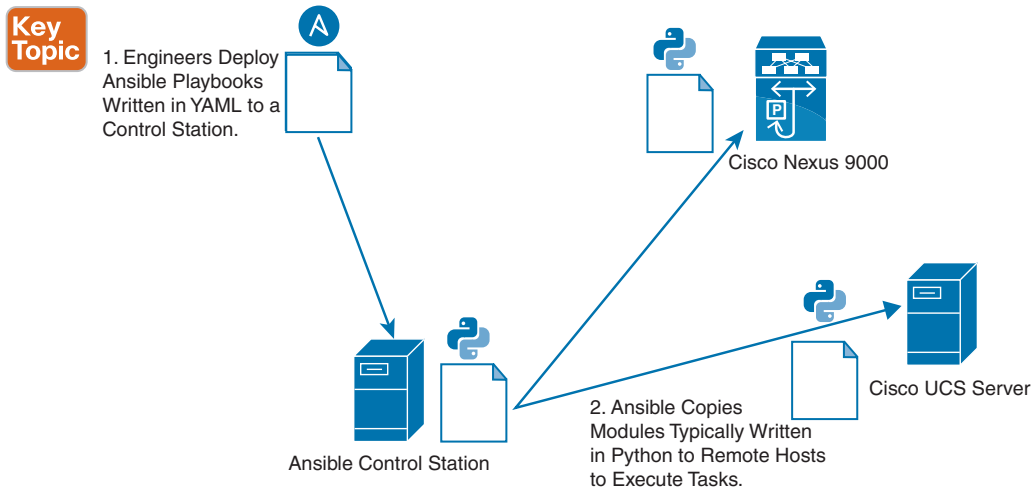 Key
Topic
1. Engineers Deploy
Ansible Playbooks
Written in YAML to a
Control Station.
A
P
Cisco Nexus 9000
Cisco UCS Server
2. Ansible Copies
Modules Typically Written
in Python to Remote Hosts
to Execute Tasks.
Ansible Control Station